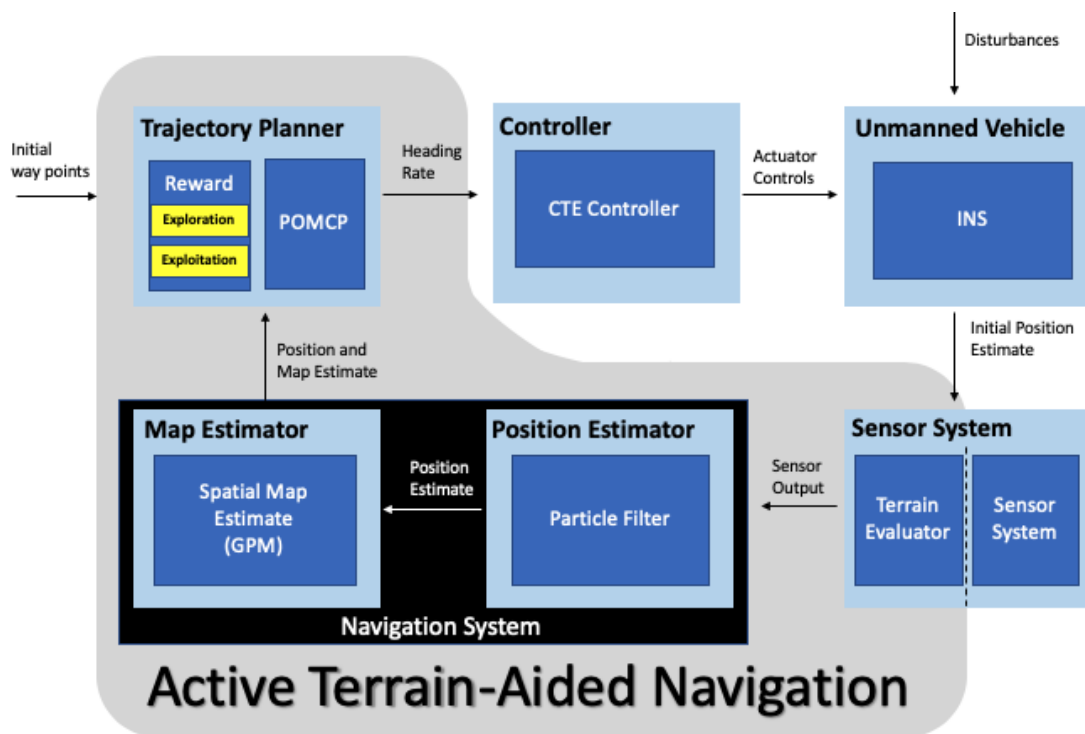 Disturbances
Initial
way points
Trajectory Planner
Reward
Exploration
Exploitation
POMCP
Heading
Rate
Controller
CTE Controller
Actuator
Controls
Unmanned Vehicle
INS
Position and
Map Estimate
Initial Position
Estimate
Map Estimator
Spatial Map
Estimate
(GPM)
Position
Estimate
Position Estimator
Particle Filter
Sensor
Output
Sensor System
Terrain
Evaluator
Sensor
System
Navigation System
Active Terrain-Aided Navigation